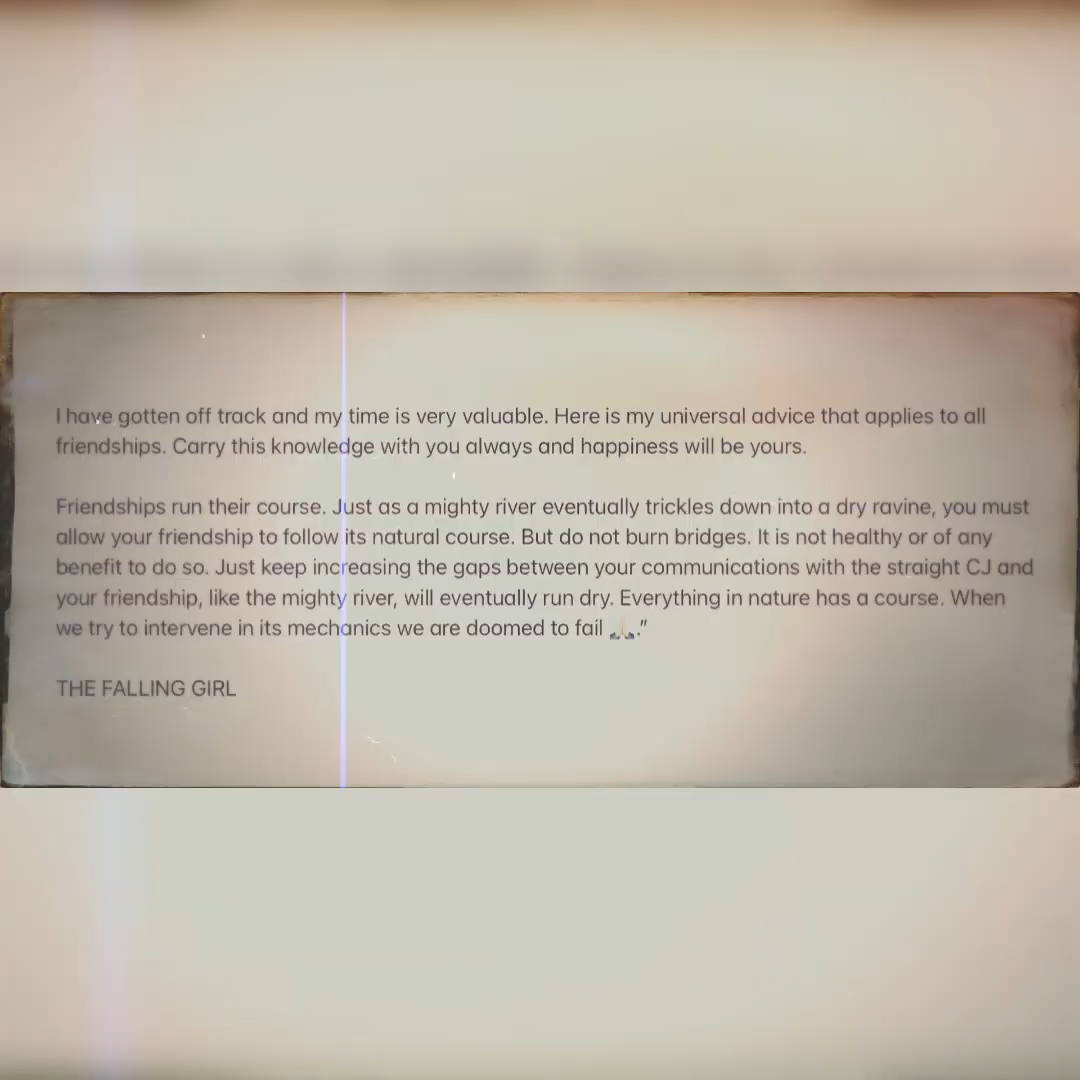 I have gotten off track and my time is very valuable. Here is my universal advice that applies to all
friendships. Carry this knowledge with you always and happiness will be yours.
Friendships run their course. Just as a mighty river eventually trickles down into a dry ravine, you must
allow your friendship to follow its natural course. But do not burn bridges. It is not healthy or of any
benefit to do so. Just keep increasing the gaps between your communications with the straight CJ and
your friendship, like the mighty river, will eventually run dry. Everything in nature has a course. When
we try to intervene in its mechanics we are doomed to fail 🙏."
THE FALLING GIRL